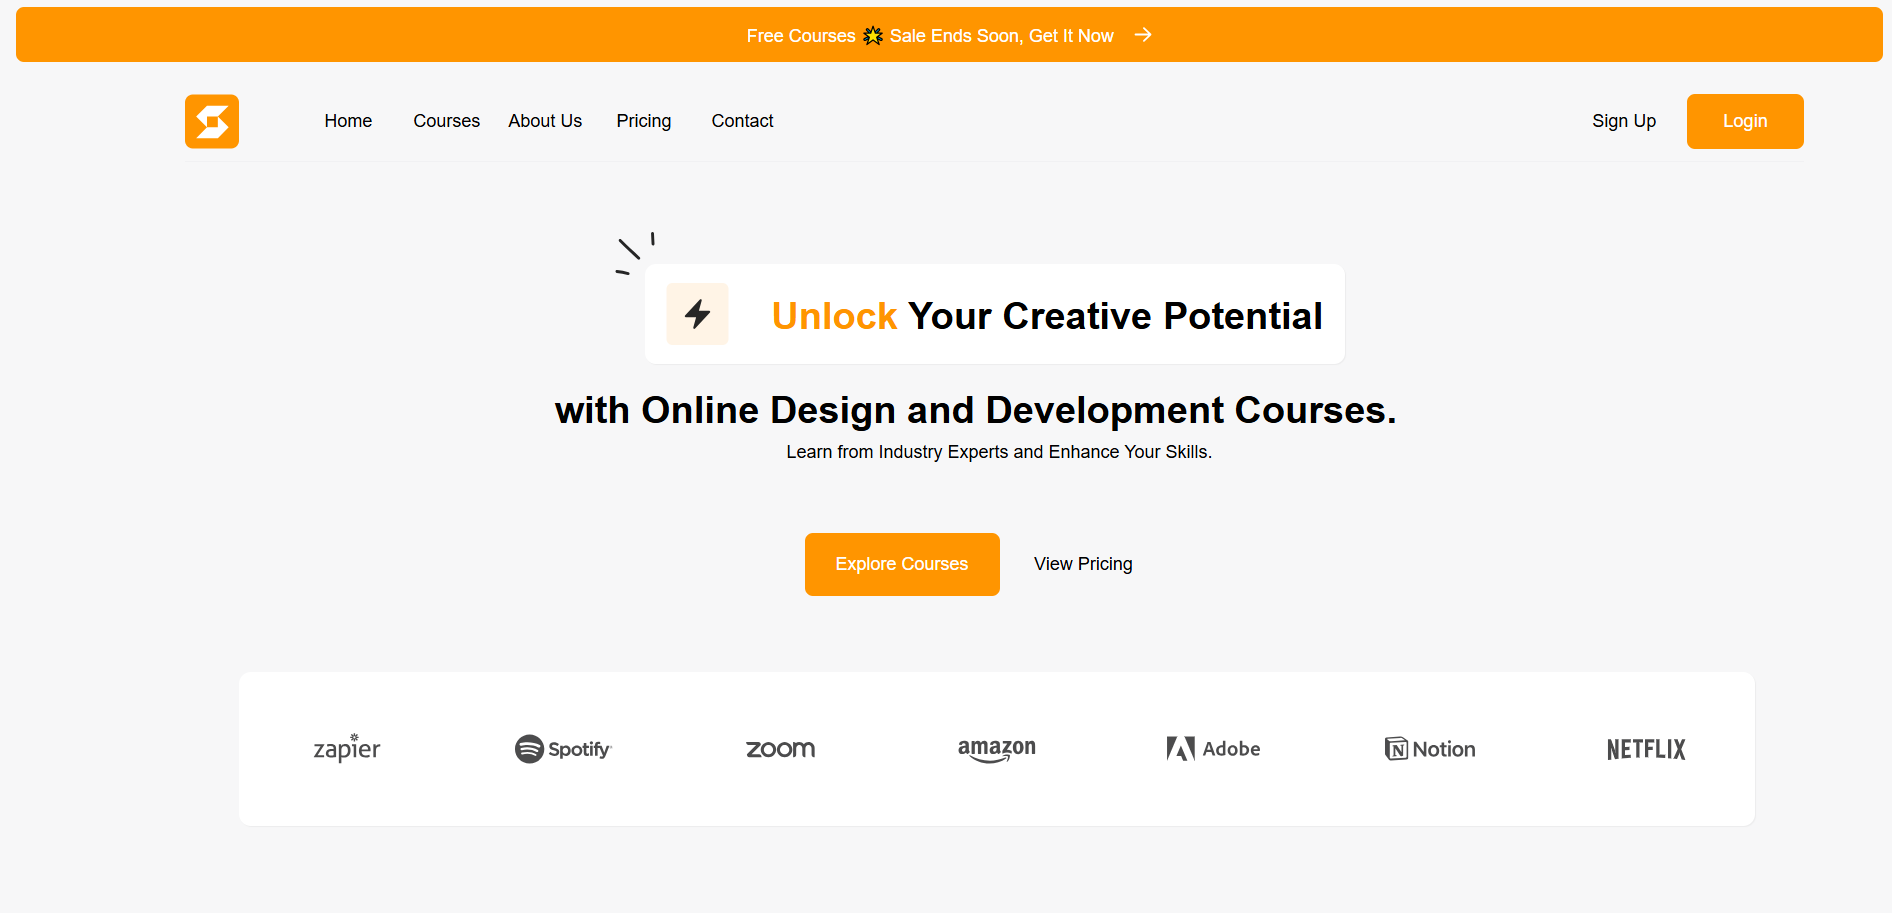 Free Courses 🌟 Sale Ends Soon, Get It Now →
Home Courses About Us Pricing Contact Sign Up Login
Unlock Your Creative Potential
with Online Design and Development Courses.
Learn from Industry Experts and Enhance Your Skills.
Explore Courses View Pricing
zapier Spotify zoom amazon Adobe Notion NETFLIX